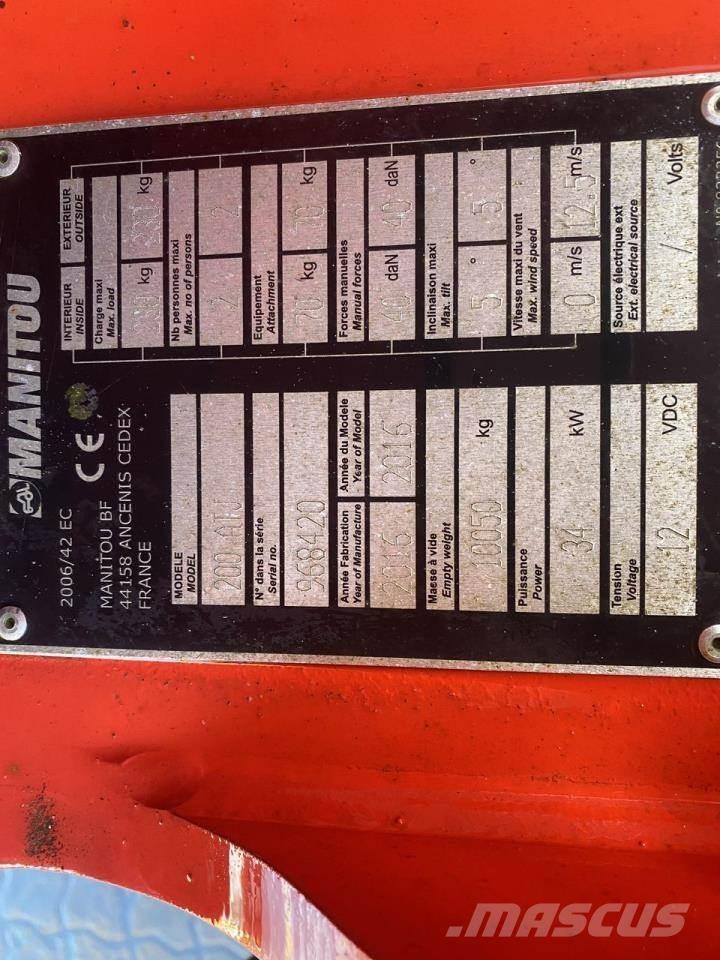 MANITOU
2006/42 EC
CE
MANITOU BF
44158 ANCENIS CEDEX
FRANCE
MODELE
MODEL
200 ATJ
N° dans la série
Serial no.
968420
Année Fabrication Année du Modele
Year of Manufacture Year of Model
2016 2016
Masse à vide
Empty weight
10050 kg
Puissance
Power
34 kW
Tension
Voltage
12 VDC
INTERIEUR EXTERIEUR
INSIDE OUTSIDE
Charge maxi
Max. load
230 kg 230 kg
Nb personnes maxi
Max. no of persons
2 2
Equipement
Attachment
70 kg 70 kg
Forces manuelles
Manual forces
40 daN 40 daN
Inclinaison maxi
Max. tilt
5 ° 5 °
Vitesse maxi du vent
Max. wind speed
0 m/s 12.5 m/s
Source électrique ext
Ext. electrical source
/ Volts
MASCUS